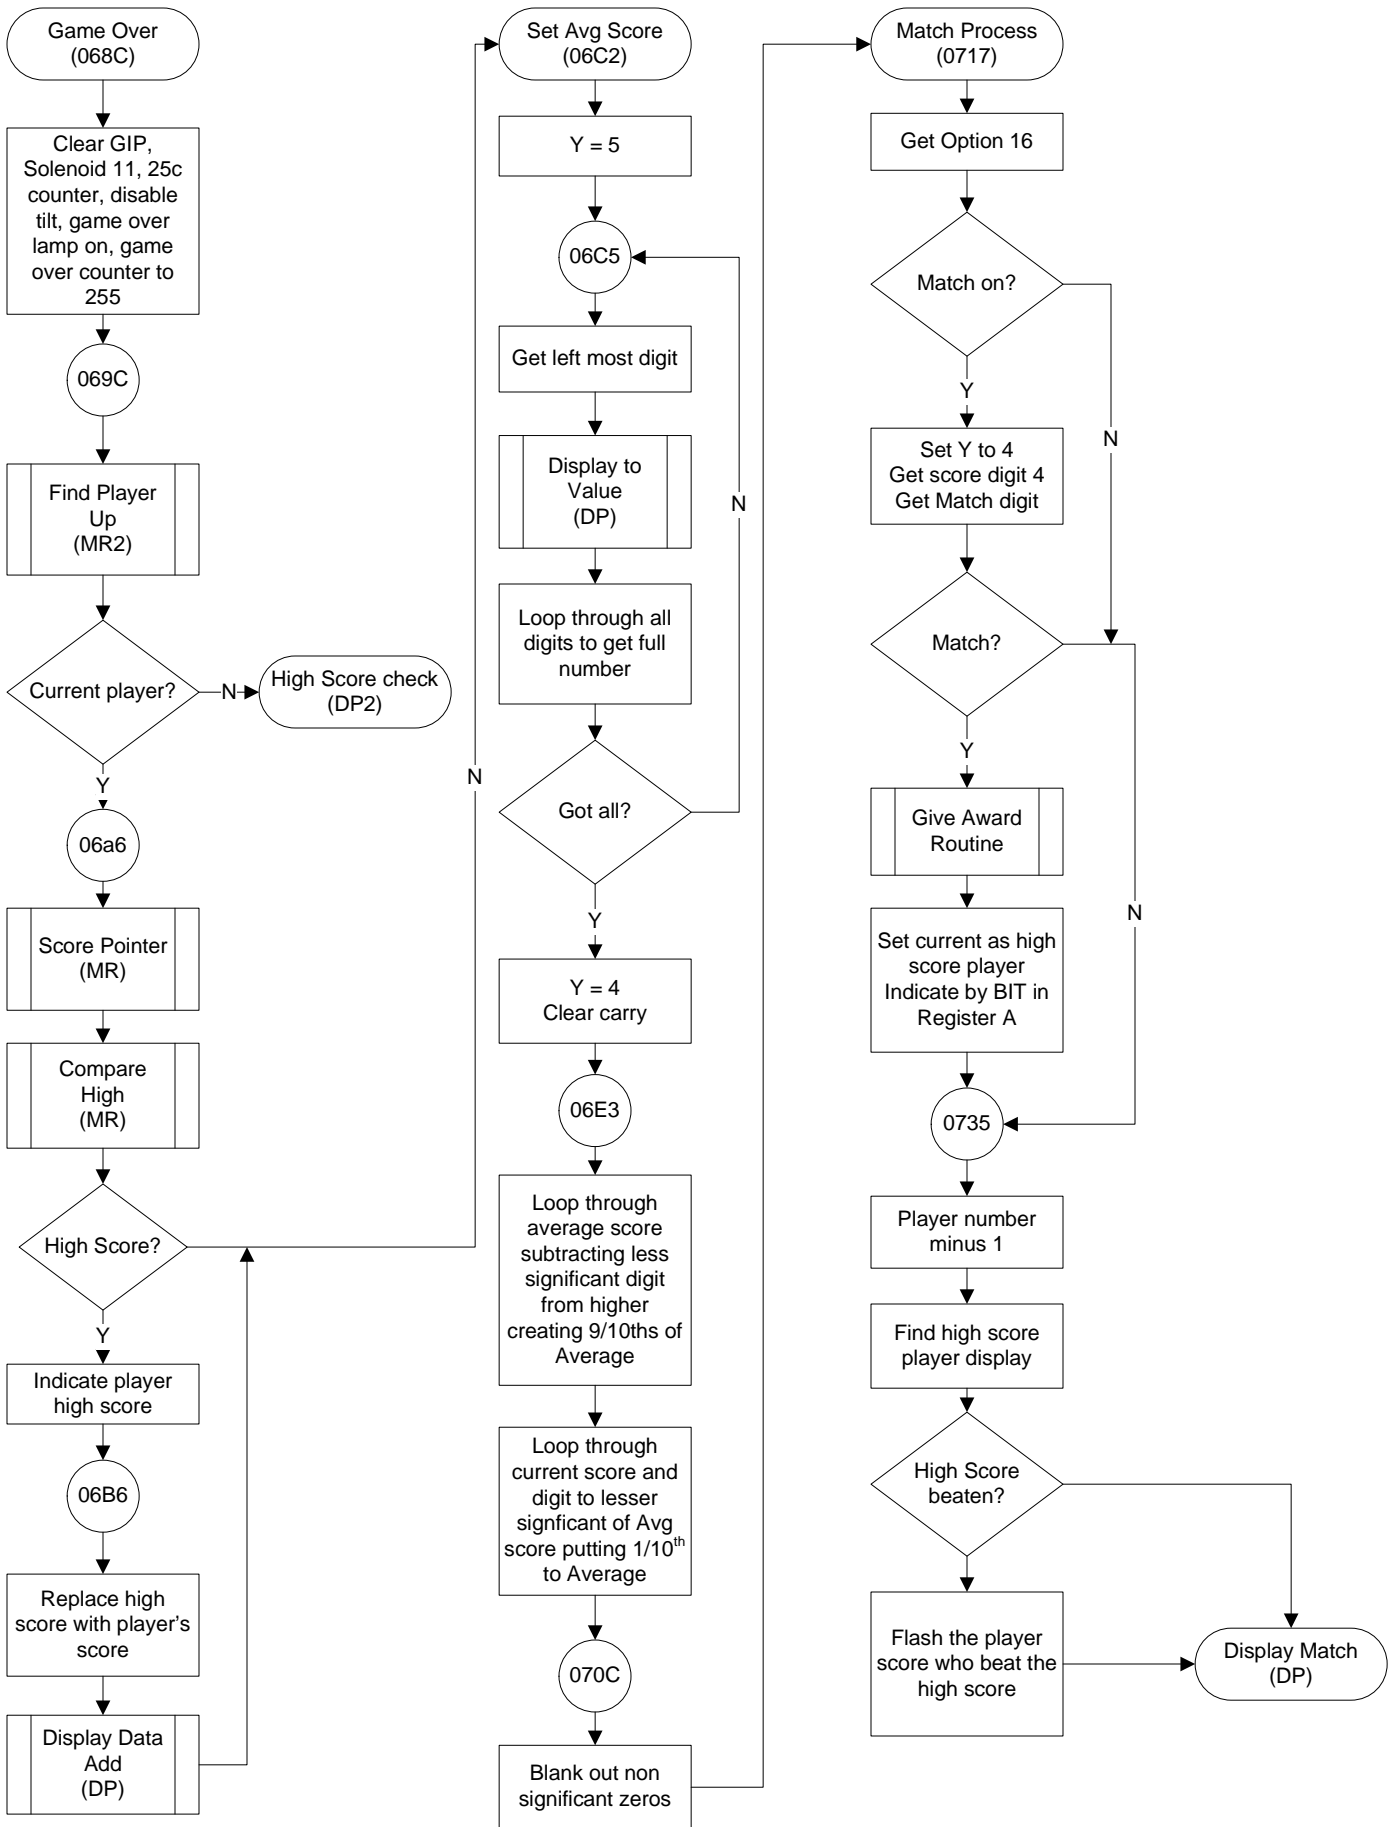 Game Over
(068C)
Clear GIP,
Solenoid 11, 25c
counter, disable
tilt, game over
lamp on, game
over counter to
255
069C
Find Player
Up
(MR2)
Current player?
N
High Score check
(DP2)
Y
06a6
Score Pointer
(MR)
Compare
High
(MR)
High Score?
N
Y
Indicate player
high score
06B6
Replace high
score with player’s
score
Display Data
Add
(DP)
Set Avg Score
(06C2)
Y = 5
06C5
Get left most digit
Display to
Value
(DP)
Loop through all
digits to get full
number
Got all?
N
Y
Y = 4
Clear carry
06E3
Loop through
average score
subtracting less
significant digit
from higher
creating 9/10ths of
Average
Loop through
current score and
digit to lesser
signficant of Avg
score putting 1/10th
to Average
070C
Blank out non
significant zeros
Match Process
(0717)
Get Option 16
Match on?
N
Y
Set Y to 4
Get score digit 4
Get Match digit
Match?
N
Y
Give Award
Routine
Set current as high
score player
Indicate by BIT in
Register A
0735
Player number
minus 1
Find high score
player display
High Score
beaten?
Flash the player
score who beat the
high score
Display Match
(DP)